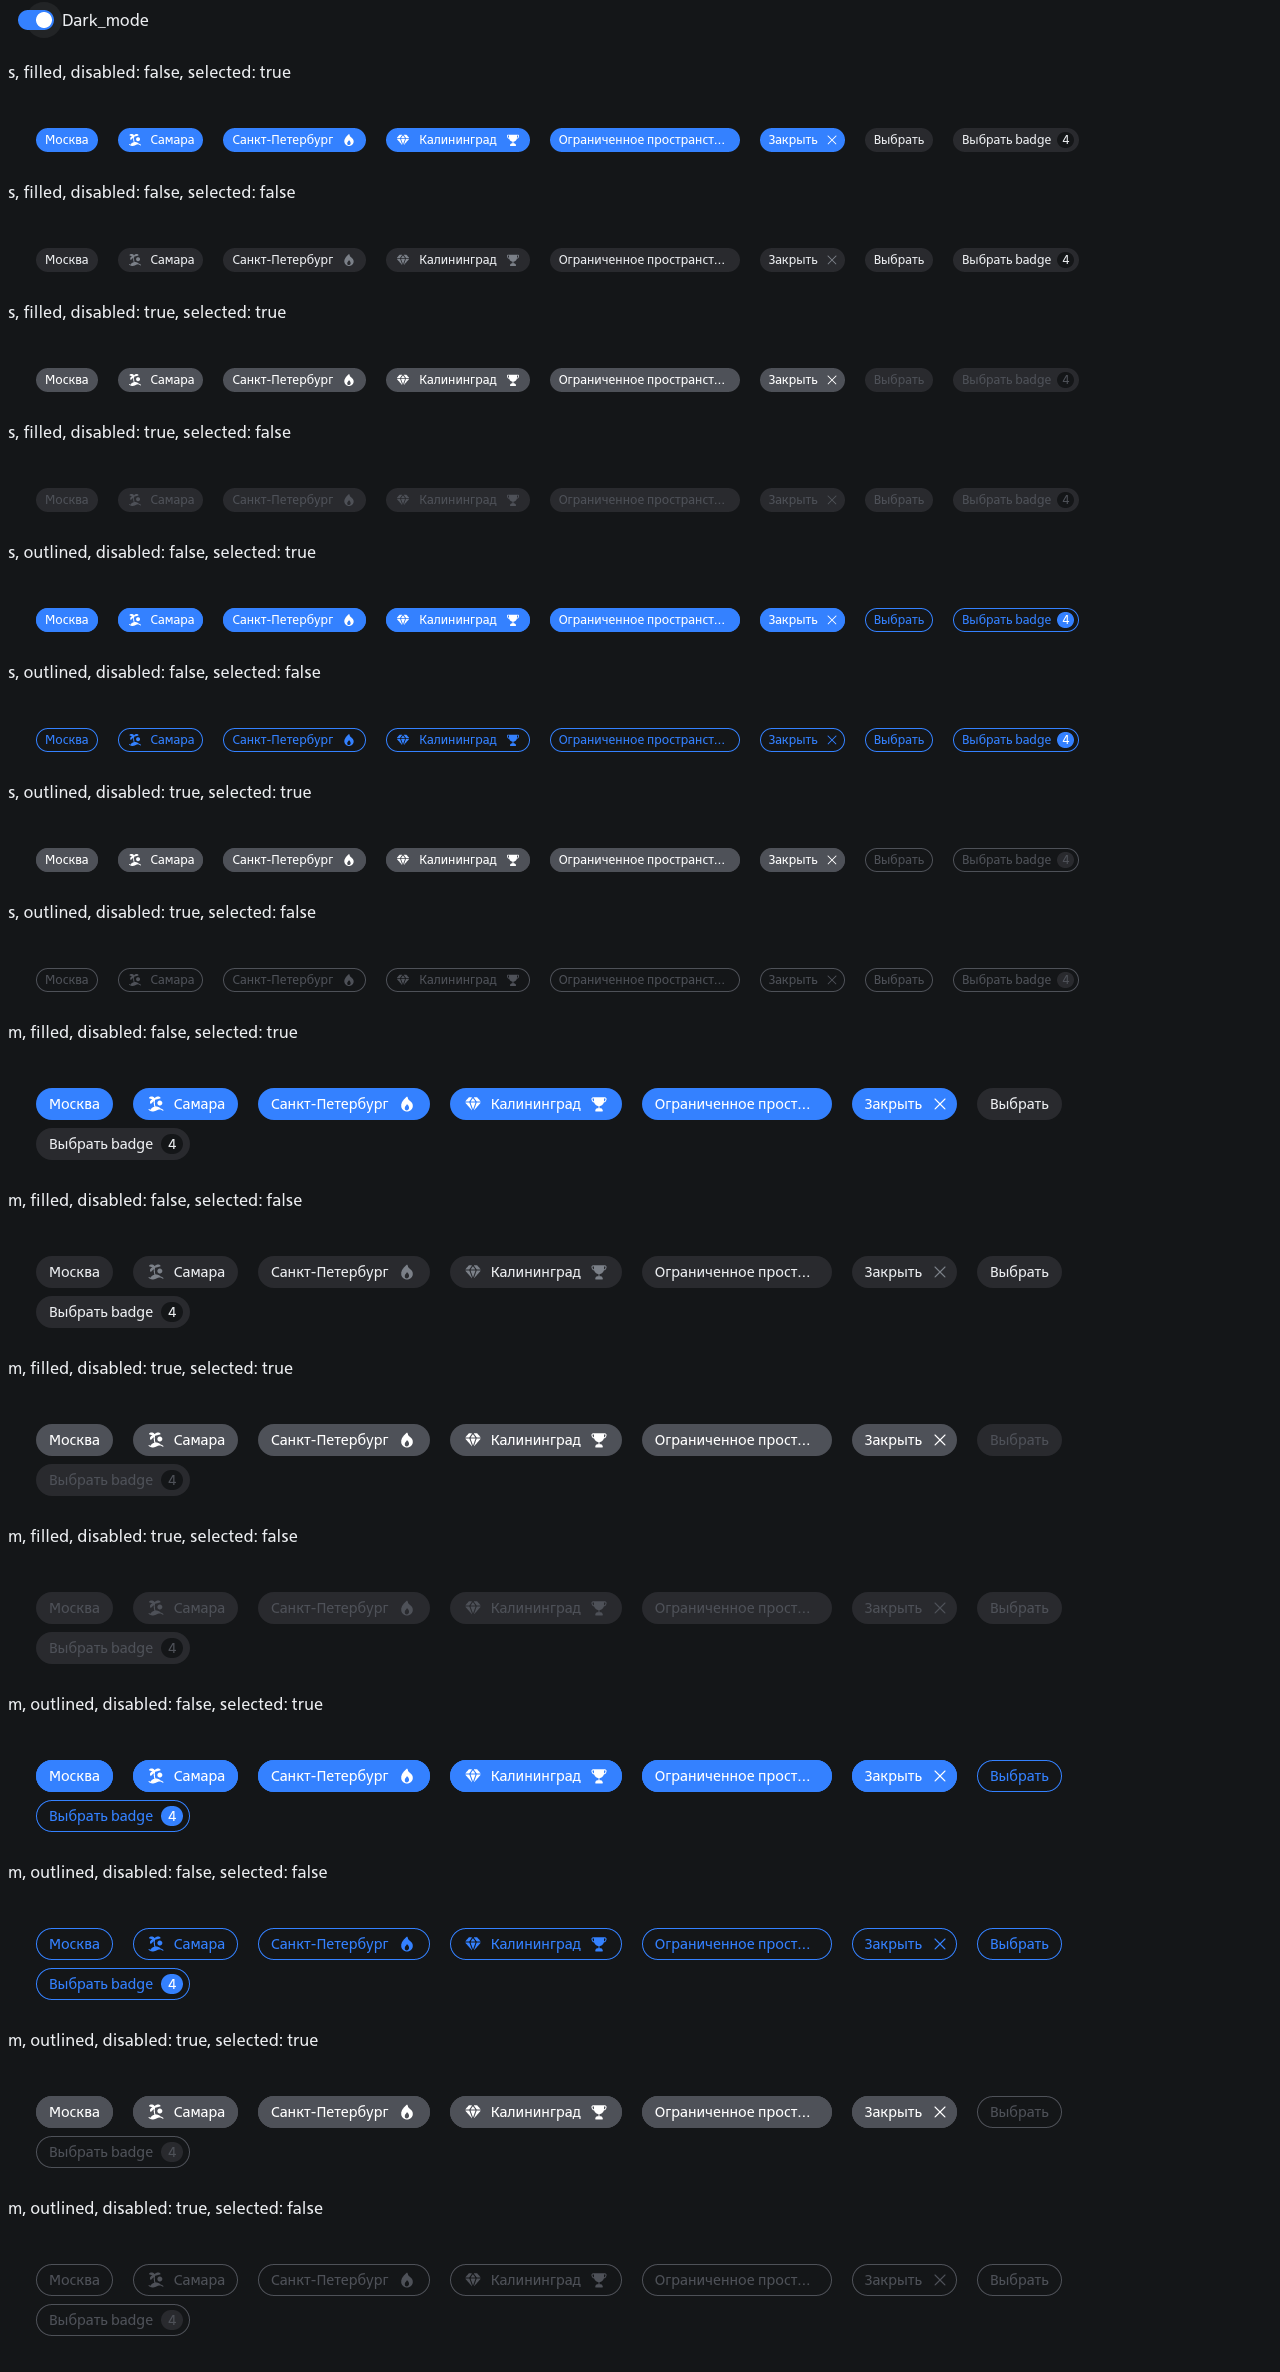 Dark_mode
s, filled, disabled: false, selected: true
Москва Самара Санкт-Петербург Калининград Ограниченное пространст... Закрыть Выбрать Выбрать badge 4
s, filled, disabled: false, selected: false
Москва Самара Санкт-Петербург Калининград Ограниченное пространст... Закрыть Выбрать Выбрать badge 4
s, filled, disabled: true, selected: true
Москва Самара Санкт-Петербург Калининград Ограниченное пространст... Закрыть Выбрать Выбрать badge 4
s, filled, disabled: true, selected: false
Москва Самара Санкт-Петербург Калининград Ограниченное пространст... Закрыть Выбрать Выбрать badge 4
s, outlined, disabled: false, selected: true
Москва Самара Санкт-Петербург Калининград Ограниченное пространст... Закрыть Выбрать Выбрать badge 4
s, outlined, disabled: false, selected: false
Москва Самара Санкт-Петербург Калининград Ограниченное пространст... Закрыть Выбрать Выбрать badge 4
s, outlined, disabled: true, selected: true
Москва Самара Санкт-Петербург Калининград Ограниченное пространст... Закрыть Выбрать Выбрать badge 4
s, outlined, disabled: true, selected: false
Москва Самара Санкт-Петербург Калининград Ограниченное пространст... Закрыть Выбрать Выбрать badge 4
m, filled, disabled: false, selected: true
Москва Самара Санкт-Петербург Калининград Ограниченное прост... Закрыть Выбрать
Выбрать badge 4
m, filled, disabled: false, selected: false
Москва Самара Санкт-Петербург Калининград Ограниченное прост... Закрыть Выбрать
Выбрать badge 4
m, filled, disabled: true, selected: true
Москва Самара Санкт-Петербург Калининград Ограниченное прост... Закрыть Выбрать
Выбрать badge 4
m, filled, disabled: true, selected: false
Москва Самара Санкт-Петербург Калининград Ограниченное прост... Закрыть Выбрать
Выбрать badge 4
m, outlined, disabled: false, selected: true
Москва Самара Санкт-Петербург Калининград Ограниченное прост... Закрыть Выбрать
Выбрать badge 4
m, outlined, disabled: false, selected: false
Москва Самара Санкт-Петербург Калининград Ограниченное прост... Закрыть Выбрать
Выбрать badge 4
m, outlined, disabled: true, selected: true
Москва Самара Санкт-Петербург Калининград Ограниченное прост... Закрыть Выбрать
Выбрать badge 4
m, outlined, disabled: true, selected: false
Москва Самара Санкт-Петербург Калининград Ограниченное прост... Закрыть Выбрать
Выбрать badge 4